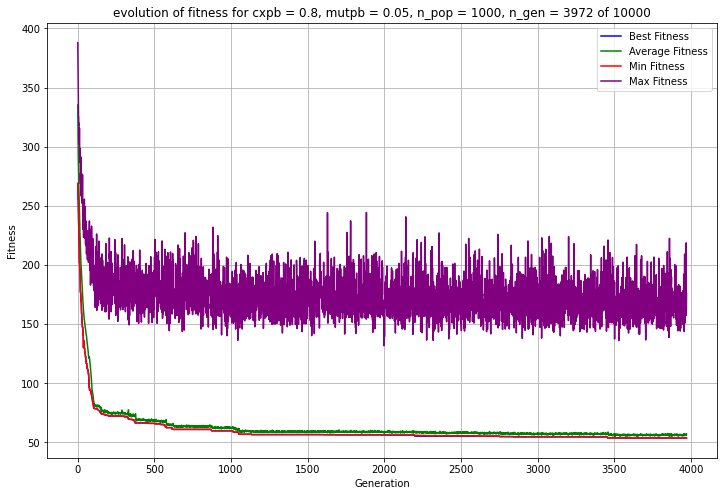 evolution of fitness for cxpb = 0.8, mutpb = 0.05, n_pop = 1000, n_gen = 3972 of 10000
Best Fitness
Average Fitness
Min Fitness
Max Fitness
400
350
300
250
200
150
100
50
Fitness
0
500
1000
1500
2000
2500
3000
3500
4000
Generation